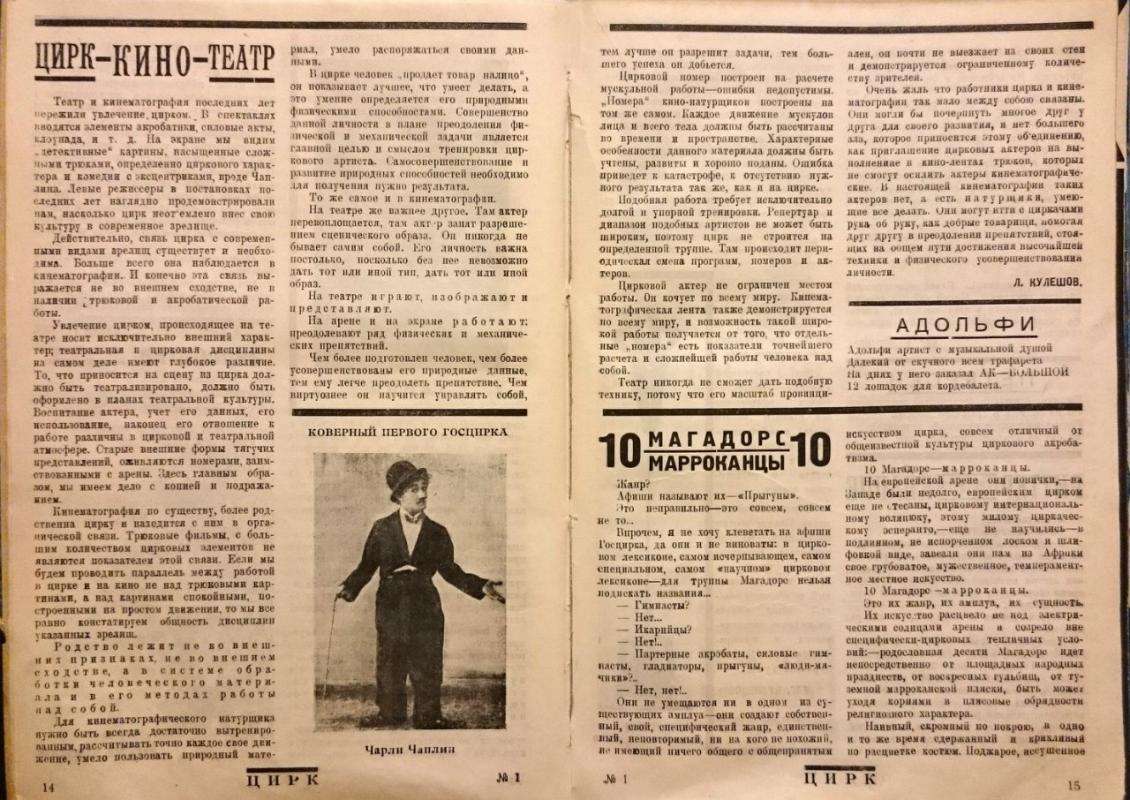 ЦИРК–КИНО–ТЕАТР
Театр и кинематография последних лет
пережили увлечение цирком. В спектаклях
вводятся элементы акробатики, силовые акты,
клоунада, и т. д. На экране мы видим
„детективные“ картины, насыщенные слож-
ными трюками, определенно циркового харак-
тера и комедии с эксцентриками, вроде Чап-
лина. Левые режиссеры в постановках по-
следних лет наглядно продемонстрировали
нам, насколько цирк неот'емлемо внес свою
культуру в современное зрелище.
Действительно, связь цирка с современ-
ными видами зрелищ существует и необхо-
дима. Больше всего она наблюдается в
кинематографии. И конечно эта связь вы-
ражается не во внешнем сходстве, не в
наличии трюковой и акробатической ра-
боты.
Увлечение цирком, происходящее на те-
атре носит исключительно внешний харак-
тер; театральная и цирковая дисциплины
на самом деле имеют глубокое различие.
То, что приносится на сцену из цирка дол-
жно быть театрализировано, должно быть
оформлено в планах театральной культуры.
Воспитание актера, учет его данных, его
использование, наконец его отношение к
работе различны в цирковой и театральной
атмосфере. Старые внешние формы тягучих
представлений, оживляются номерами, заим-
ствованными с арены. Здесь главным обра-
зом, мы имеем дело с копией и подража-
нием.
Кинематография по существу, более род-
ственна цирку и находится с ним в орга-
нической связи. Трюковые фильмы, с боль-
шим количеством цирковых элементов не
являются показателем этой связи. Если мы
будем проводить параллель между работой
в цирке и на кино не над трюковыми кар-
тинами, а над картинами спокойными, по-
строенными на простом движении, то мы все
равно констатируем общность дисциплин
указанных зрелищ.
Родство лежит не во внеш-
них признаках, не во внешнем
сходстве, а в системе обра-
ботки человеческого матери-
ала и в его методах работы
над собой.
Для кинематографического натурщика
нужно быть всегда достаточно вытрениро-
ванным, рассчитывать точно каждое свое дви-
жение, умело пользовать природный мате-
риал, умело распоряжаться своими дан-
ными.
В цирке человек „продает товар налицо“,
он показывает лучшее, что умеет делать, а
это умение определяется его природными
физическими способностями. Совершенство
данной личности в плане преодоления фи-
зической и механической задачи является
главной целью и смыслом тренировки цир-
кового артиста. Самосовершенствование и
развитие природных способностей необходимо
для получения нужно результата.
То же самое и в кинематографии.
На театре же важнее другое. Там актер
перевоплощается, там актер занят разреше-
нием сценического образа. Он никогда не
бывает самим собой. Его личность важна
постолько, поскольку без нее невозможно
дать тот или иной тип, дать тот или иной
образ.
На театре играют, изображают и
представляют.
На арене и на экране работают:
преодолевают ряд физических и механиче-
ских препятствий.
Чем более подготовлен человек, чем более
усовершенствованы его природные данные,
тем ему легче преодолеть препятствие. Чем
виртуознее он научится управлять собой,
КОВЕРНЫЙ ПЕРВОГО ГОСЦИРКА
Чарли Чаплин
14
ЦИРК
№ 1
тем лучше он разрешит задачи, тем боль-
шего успеха он добьется.
Цирковой номер построен на расчете
мускульной работы—ошибки недопустимы.
„Номера“ кино-натурщиков построены на
том же самом. Каждое движение мускулов
лица и всего тела должны быть рассчитаны
во времени и пространстве. Характерные
особенности данного материала должны быть
учтены, развиты и хорошо поданы. Ошибка
приведет к катастрофе, к отсутствию нуж-
ного результата так же, как и на цирке.
Подобная работа требует исключительно
долгой и упорной тренировки. Репертуар и
диапазон подобных артистов не может быть
широким, поэтому цирк не строится на
определенной труппе. Там происходит пери-
одическая смена программ, номеров и ак-
теров.
Цирковой актер не ограничен местом
работы. Он кочует по всему миру. Кинема-
тографическая лента также демонстрируется
по всему миру, и возможность такой широ-
кой работы получается от того, что отдель-
ные „номера“ есть показатели точнейшего
расчета и сложнейшей работы человека над
собой.
Театр никогда не сможет дать подобную
технику, потому что его масштаб провинци-
ален, он почти не выезжает из своих стен
и демонстрируется ограниченному количе-
ству зрителей.
Очень жаль что работники цирка и кине-
матографии так мало между собою связаны.
Они могли бы почерпнуть многое друг у
друга для своего развития, и нет большего
зла, которое приносится этому об'единению,
как приглашение цирковых актеров на вы-
полнение в кино-лентах трюков, которых
не смогут осилить актеры кинематографиче-
ские. В настоящей кинематографии таких
актеров нет, а есть натурщики, умею-
щие все делать. Они могут итти с циркачами
рука об руку, как добрые товарищи, помогая
друг другу в преодолении препятствий, стоя-
щих на общем пути достижения высочайшей
техники и физического усовершенствования
личности.
Л. КУЛЕШОВ.
АДОЛЬФИ
Адольфи артист с музыкальной душой
Далекий от скучного всем трафарета
На днях у него заказал АК—БОЛЬШОЙ
12 лошадок для кордебалета.
10 МАГАДОРС 10
МАРРОКАНЦЫ
Жанр?
Афиши называют их—«Прыгуны».
Это неправильно—это совсем, совсем
не то...
Впрочем, я не хочу клеветать на афиши
Госцирка, да они и не виноваты: в цирко-
вом лексиконе, самом исчерпывающем, самом
специальном, самом «научном» цирковом
лексиконе—для труппы Магадорс нельзя
подискать названия...
— Гимнасты?
— Нет...
— Икарийцы?
— Нет!..
— Партерные акробаты, силовые гим-
насты, гладиаторы, прыгуны, «люди-мя-
чики»?..
— Нет, нет!..
Они не умещаются ни в одном из су-
ществующих амплуа—они создают собствен-
ный, свой, специфический жанр, единствен-
ный, неповторимый, ни на кого не похожий,
не имеющий ничего общего с общепринятым
искусством цирка, совсем отличный от
общеизвестной культуры циркового акроба-
тизма.
10 Магадорс—марроканцы.
На европейской арене они новички,—на
Западе были недолго, европейским цирком
еще не отесаны, цирковому интернациональ-
ному волапюку, этому милому циркачес-
кому эсперанто,—еще не научились—в
подлинном, не испорченном лоском и шли-
фовкой виде, завезли они нам из Африки
свое грубоватое, мужественное, темперамент-
ное местное искусство.
10 Магадорс—марроканцы.
Это их жанр, их амплуа, их сущность.
Их искусство расцвело не под электри-
ческими солнцами арены и созрело вне
специфически-цирковых тепличных усло-
вий:—родословная десяти Магадорс идет
непосредственно от площадных народных
празднеств, от воскресных гульбищ, от ту-
земной марроканской пляски, быть может
уходя корнями в плясовые обрядности
религиозного характера.
Наивный, скромный по покрою, в одно
и то же время сдержанный и крикливый
по расцветке костюм. Поджарое, иссушенное
№ 1
ЦИРК
15